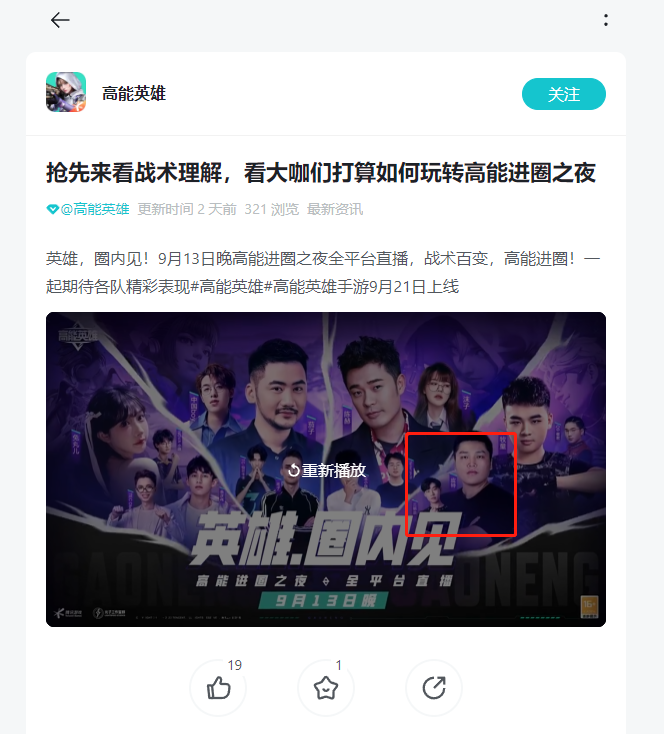 高能英雄
关注
抢先来看战术理解，看大咖们打算如何玩转高能进圈之夜
@高能英雄 更新时间 2 天前 321 浏览 最新资讯
英雄，圈内见！9月13日晚高能进圈之夜全平台直播，战术百变，高能进圈！一
起期待各队精彩表现#高能英雄#高能英雄手游9月21日上线
高能英雄
陈赫
重新播放
英雄.圈内见
高能进圈之夜 全平台直播
9月13日晚
GAONENG
16+
19
1